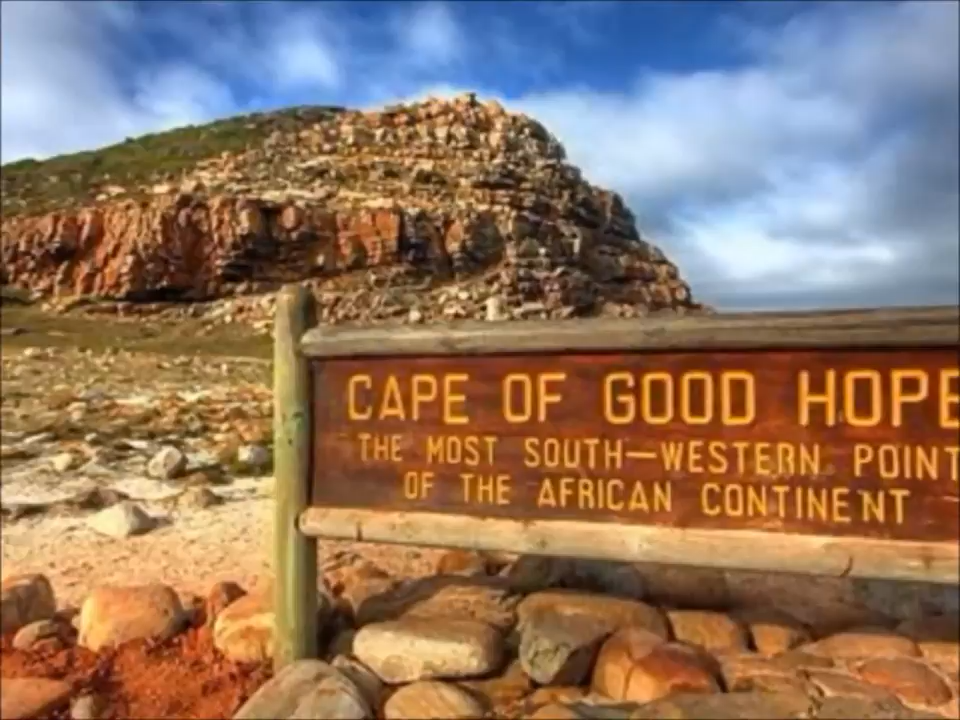 CAPE OF GOOD HOPE
THE MOST SOUTH-WESTERN POINT
OF THE AFRICAN CONTINENT